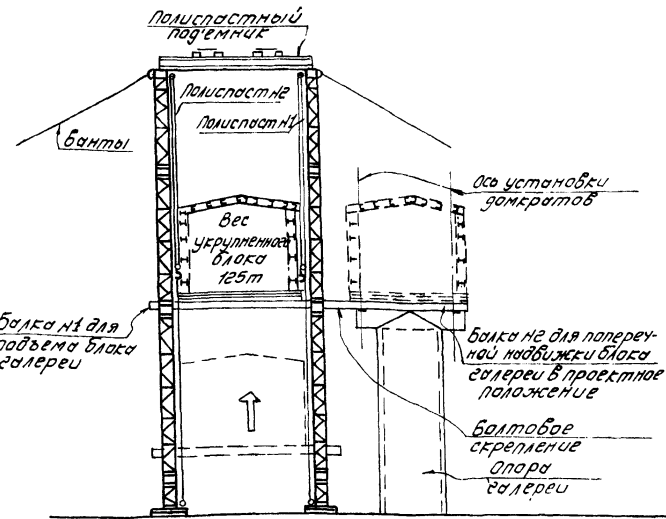 Полиспастный
подъемник
Полиспаст №2
Полиспаст №1
Ванты
Ось установки
домкратов
Вес
укрупненного
блока
125т
Балка №1 для
подъема блока
галереи
Балка №2 для попереч-
ной надвижки блока
галереи в проектное
положение
Болтовое
скрепление
Опора
галереи